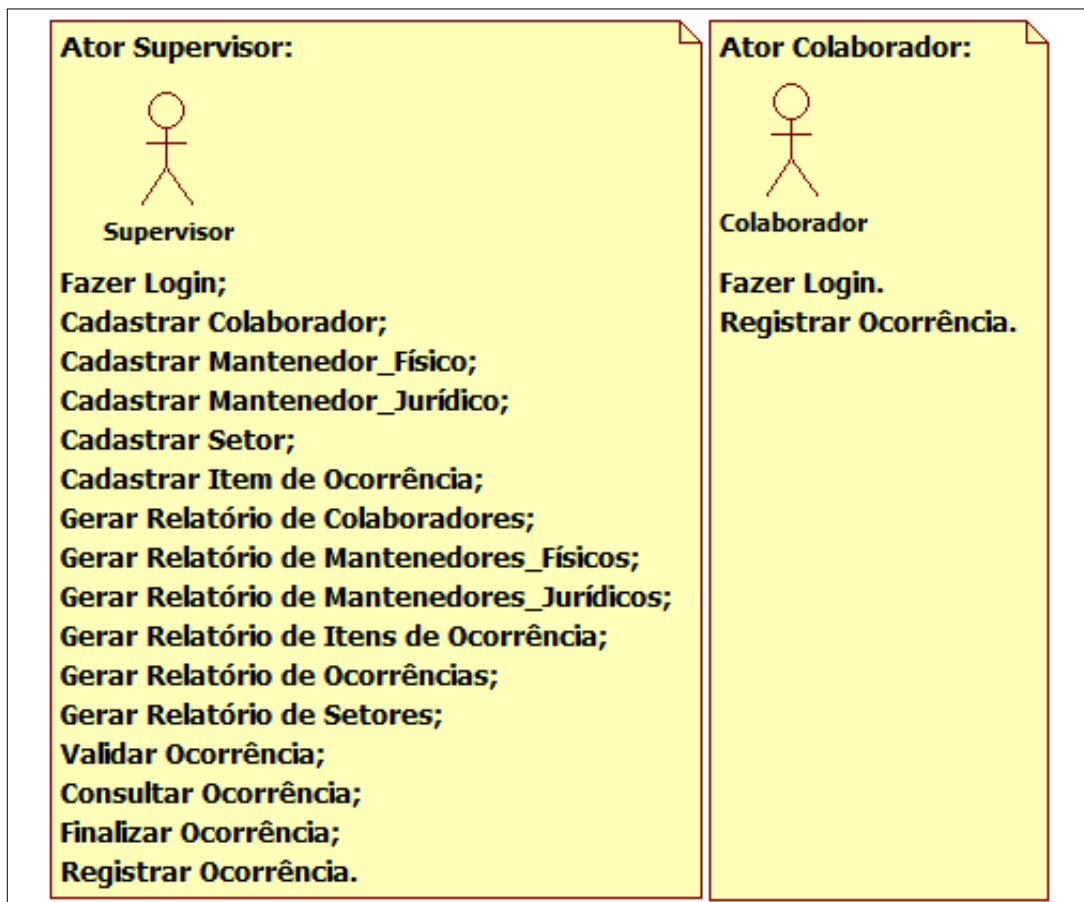 Ator Supervisor:
Supervisor
Fazer Login;
Cadastrar Colaborador;
Cadastrar Mantenedor_Físico;
Cadastrar Mantenedor_Jurídico;
Cadastrar Setor;
Cadastrar Item de Ocorrência;
Gerar Relatório de Colaboradores;
Gerar Relatório de Mantenedores_Físicos;
Gerar Relatório de Mantenedores_Jurídicos;
Gerar Relatório de Itens de Ocorrência;
Gerar Relatório de Ocorrências;
Gerar Relatório de Setores;
Validar Ocorrência;
Consultar Ocorrência;
Finalizar Ocorrência;
Registrar Ocorrência.
Ator Colaborador:
Colaborador
Fazer Login.
Registrar Ocorrência.